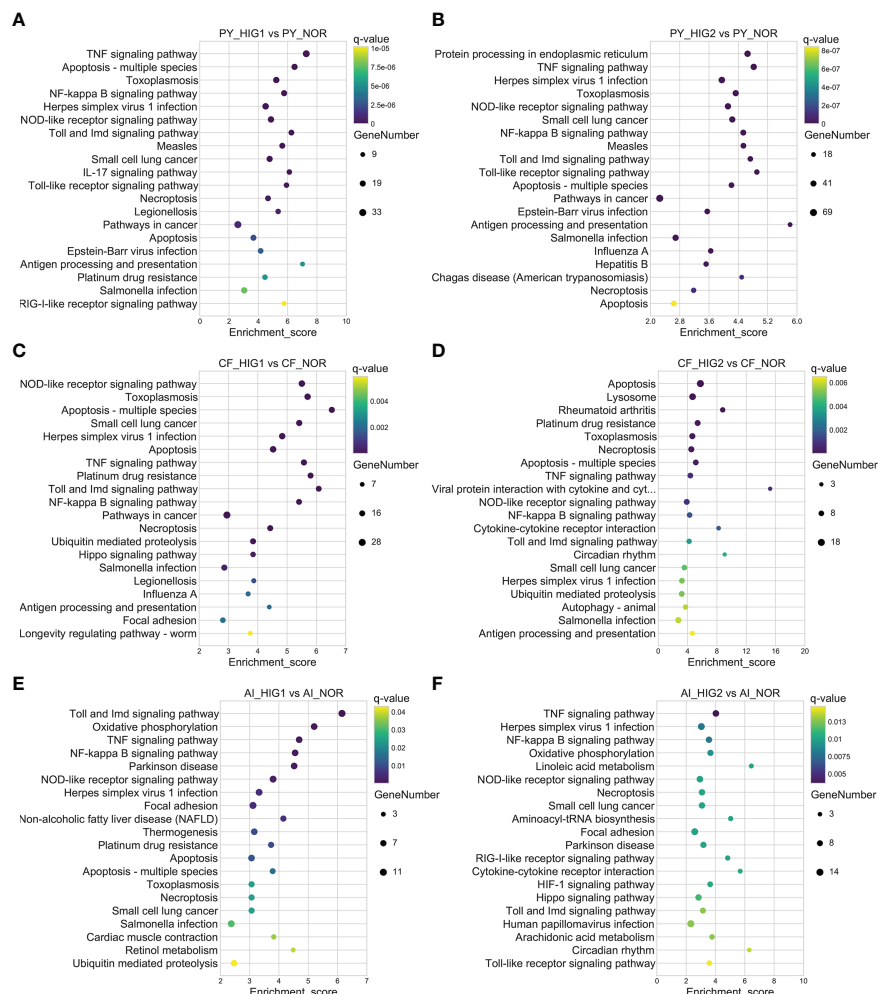 A
PY_HIG1 vs PY_NOR
TNF signaling pathway
Apoptosis - multiple species
Toxoplasmosis
NF-kappa B signaling pathway
Herpes simplex virus 1 infection
NOD-like receptor signaling pathway
Toll and Imd signaling pathway
Measles
Small cell lung cancer
IL-17 signaling pathway
Toll-like receptor signaling pathway
Necroptosis
Legionellosis
Pathways in cancer
Apoptosis
Epstein-Barr virus infection
Antigen processing and presentation
Platinum drug resistance
Salmonella infection
RIG-I-like receptor signaling pathway
0 2 4 6 8 10
Enrichment_score
q-value
1e-05
7.5e-06
5e-06
2.5e-06
0
GeneNumber
9
19
33
B
PY_HIG2 vs PY_NOR
Protein processing in endoplasmic reticulum
TNF signaling pathway
Herpes simplex virus 1 infection
Toxoplasmosis
NOD-like receptor signaling pathway
Small cell lung cancer
NF-kappa B signaling pathway
Measles
Toll and Imd signaling pathway
Toll-like receptor signaling pathway
Apoptosis - multiple species
Pathways in cancer
Epstein-Barr virus infection
Antigen processing and presentation
Salmonella infection
Influenza A
Hepatitis B
Chagas disease (American trypanosomiasis)
Necroptosis
Apoptosis
2.0 2.8 3.6 4.4 5.2 6.0
Enrichment_score
q-value
8e-07
6e-07
4e-07
2e-07
0
GeneNumber
18
41
69
C
CF_HIG1 vs CF_NOR
NOD-like receptor signaling pathway
Toxoplasmosis
Apoptosis - multiple species
Small cell lung cancer
Herpes simplex virus 1 infection
Apoptosis
TNF signaling pathway
Platinum drug resistance
Toll and Imd signaling pathway
NF-kappa B signaling pathway
Pathways in cancer
Necroptosis
Ubiquitin mediated proteolysis
Hippo signaling pathway
Salmonella infection
Legionellosis
Influenza A
Antigen processing and presentation
Focal adhesion
Longevity regulating pathway - worm
2 3 4 5 6 7
Enrichment_score
q-value
0.004
0.002
GeneNumber
7
16
28
D
CF_HIG2 vs CF_NOR
Apoptosis
Lysosome
Rheumatoid arthritis
Platinum drug resistance
Toxoplasmosis
Necroptosis
Apoptosis - multiple species
TNF signaling pathway
Viral protein interaction with cytokine and cyt...
NOD-like receptor signaling pathway
NF-kappa B signaling pathway
Cytokine-cytokine receptor interaction
Toll and Imd signaling pathway
Circadian rhythm
Small cell lung cancer
Herpes simplex virus 1 infection
Ubiquitin mediated proteolysis
Autophagy - animal
Salmonella infection
Antigen processing and presentation
0 4 8 12 16 20
Enrichment_score
q-value
0.006
0.004
0.002
GeneNumber
3
8
18
E
AI_HIG1 vs AI_NOR
Toll and Imd signaling pathway
Oxidative phosphorylation
TNF signaling pathway
NF-kappa B signaling pathway
Parkinson disease
NOD-like receptor signaling pathway
Herpes simplex virus 1 infection
Focal adhesion
Non-alcoholic fatty liver disease (NAFLD)
Thermogenesis
Platinum drug resistance
Apoptosis
Apoptosis - multiple species
Toxoplasmosis
Necroptosis
Small cell lung cancer
Salmonella infection
Cardiac muscle contraction
Retinol metabolism
Ubiquitin mediated proteolysis
2 3 4 5 6 7
Enrichment_score
q-value
0.04
0.03
0.02
0.01
GeneNumber
3
7
11
F
AI_HIG2 vs AI_NOR
TNF signaling pathway
Herpes simplex virus 1 infection
NF-kappa B signaling pathway
Oxidative phosphorylation
Linoleic acid metabolism
NOD-like receptor signaling pathway
Necroptosis
Small cell lung cancer
Aminoacyl-tRNA biosynthesis
Focal adhesion
Parkinson disease
RIG-I-like receptor signaling pathway
Cytokine-cytokine receptor interaction
HIF-1 signaling pathway
Hippo signaling pathway
Toll and Imd signaling pathway
Human papillomavirus infection
Arachidonic acid metabolism
Circadian rhythm
Toll-like receptor signaling pathway
0 2 4 6 8 10
Enrichment_score
q-value
0.013
0.01
0.0075
0.005
GeneNumber
3
8
14